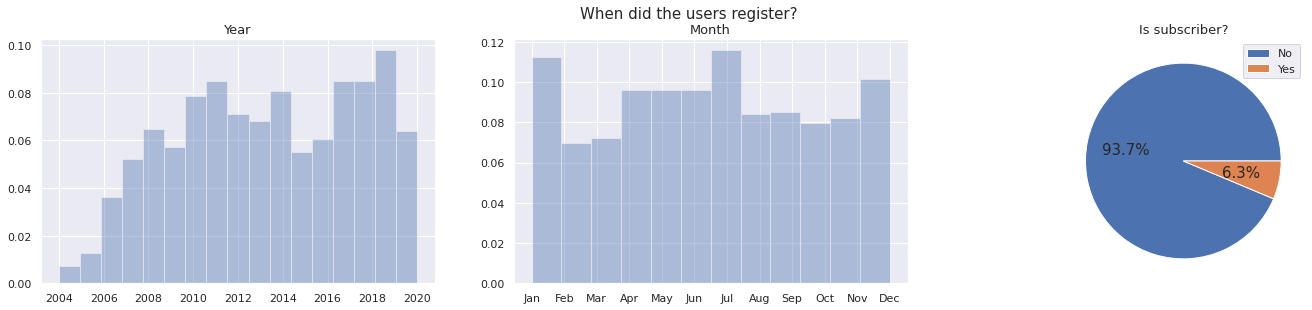 When did the users register?
Year
0.10
0.08
0.06
0.04
0.02
0.00
2004 2006 2008 2010 2012 2014 2016 2018 2020
Month
0.12
0.10
0.08
0.06
0.04
0.02
0.00
Jan Feb Mar Apr May Jun Jul Aug Sep Oct Nov Dec
Is subscriber?
No
Yes
93.7%
6.3%